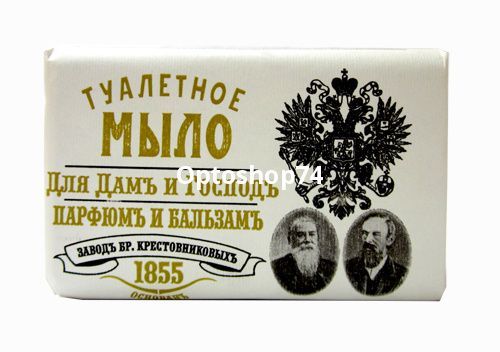 ТУАЛЕТНОЕ
МЫЛО
Optoshop74
Для Дамъ и Господъ
ПАРФЮМЪ И БАЛЬЗАМЪ
ЗАВОДЪ БР. КРЕСТОВНИКОВЫХЪ
1855
ОСНОВАНЪ